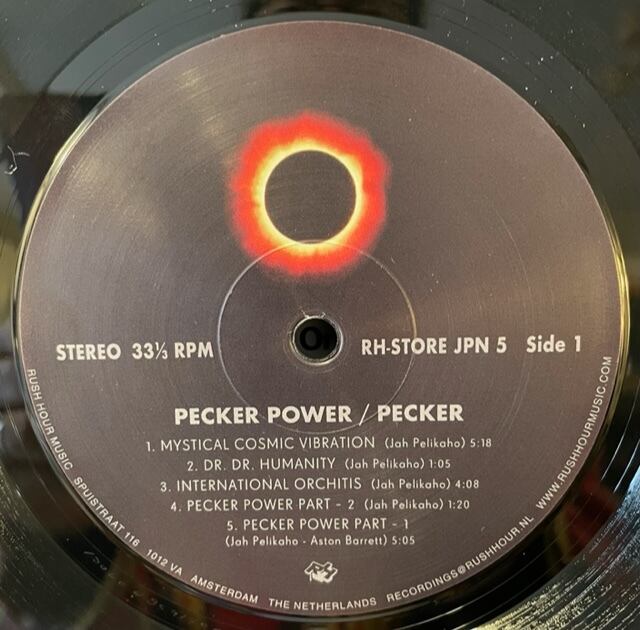 STEREO 33⅓ RPM
RH-STORE JPN 5 Side 1
PECKER POWER / PECKER
1. MYSTICAL COSMIC VIBRATION (Jah Pelikaho) 5:18
2. DR. DR. HUMANITY (Jah Pelikaho) 1:05
3. INTERNATIONAL ORCHITIS (Jah Pelikaho) 4:08
4. PECKER POWER PART - 2 (Jah Pelikaho) 1:20
5. PECKER POWER PART - 1
(Jah Pelikaho - Aston Barrett) 5:05
RUSH HOUR MUSIC SPUISTRAAT 116 1012 VA AMSTERDAM THE NETHERLANDS RECORDINGS@RUSHHOUR.NL WWW.RUSHHOURMUSIC.COM